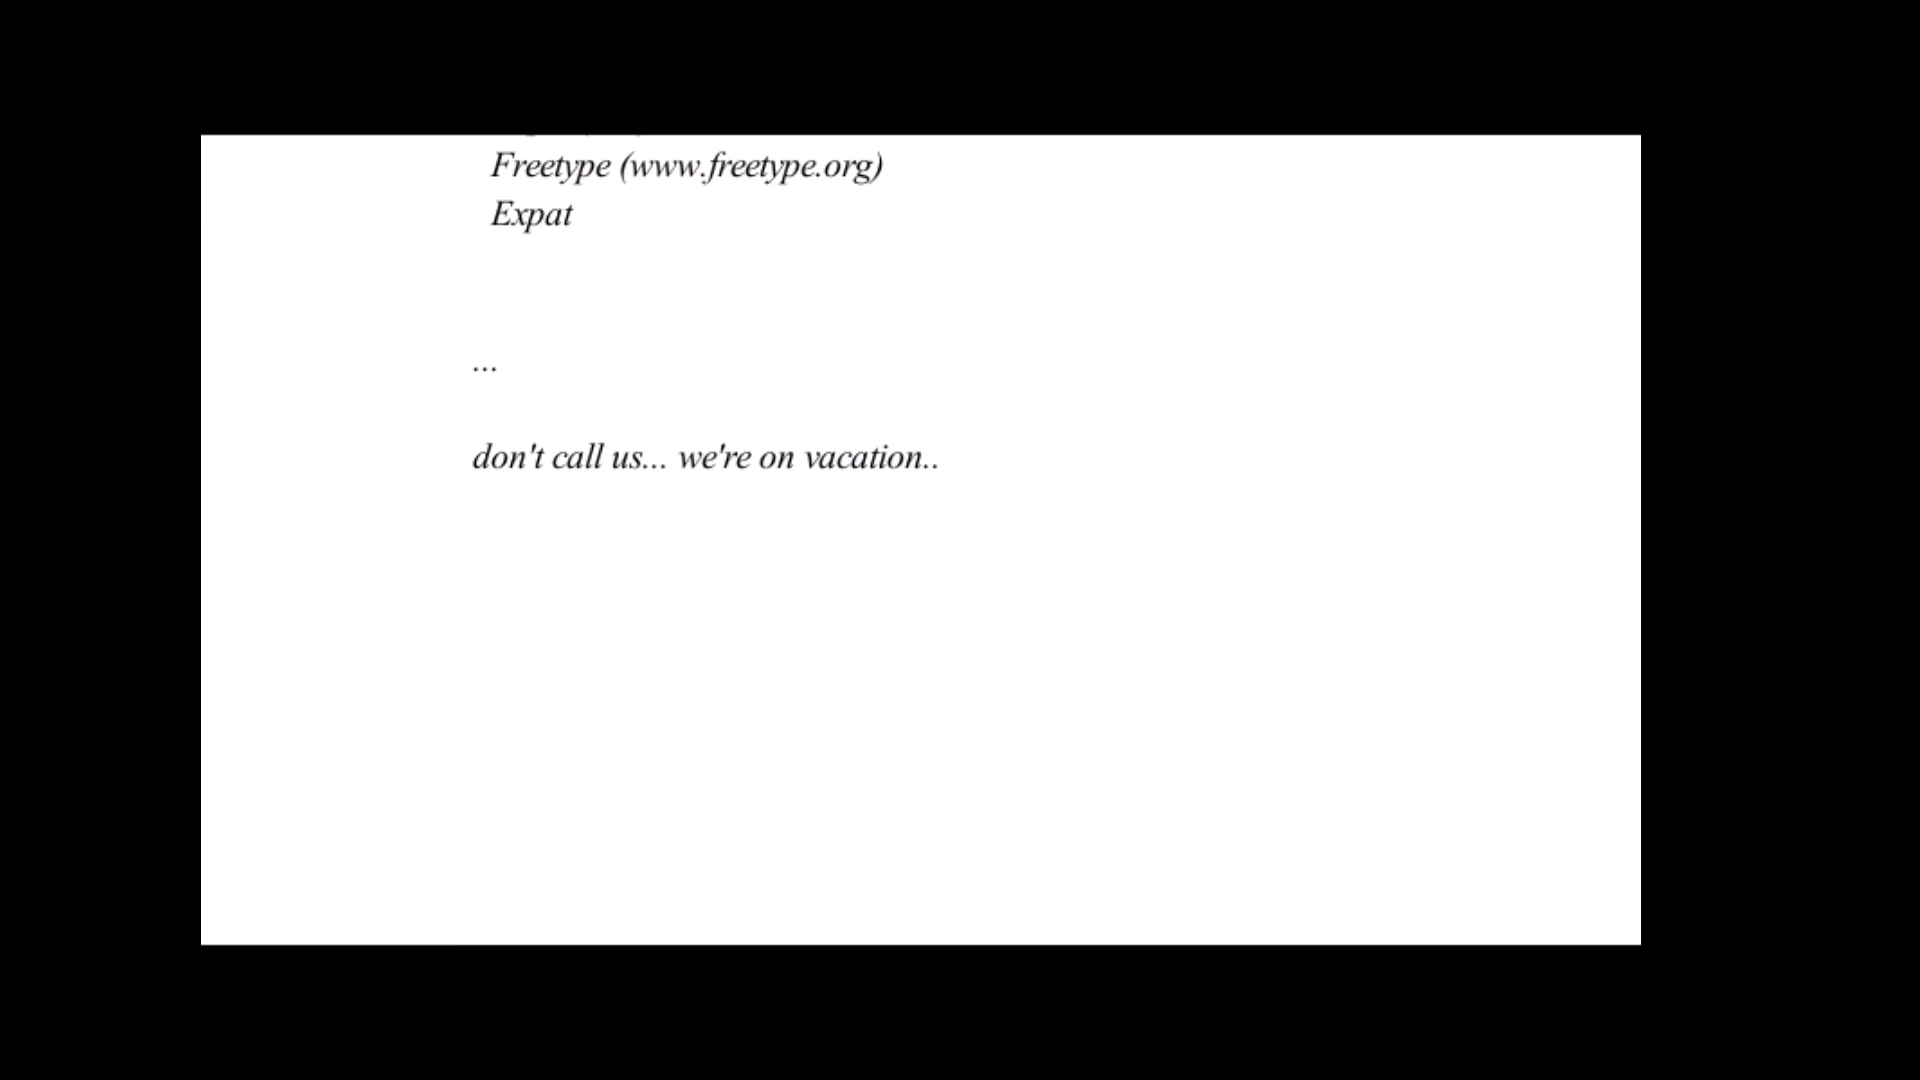 Freetype (www.freetype.org)
Expat
...
don't call us... we're on vacation..